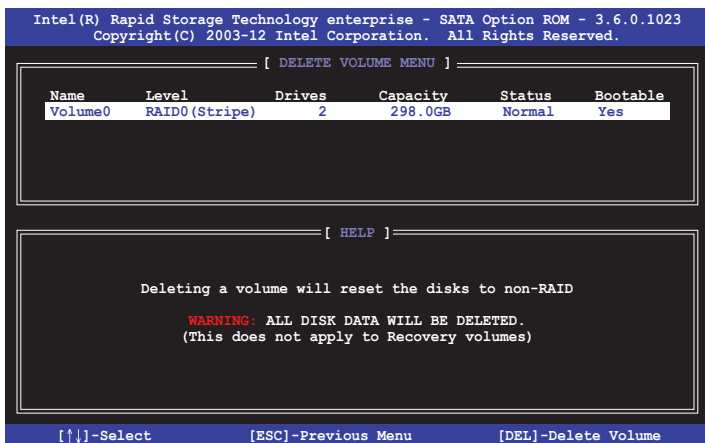 Intel(R) Rapid Storage Technology enterprise - SATA Option ROM - 3.6.0.1023
Copyright(C) 2003-12 Intel Corporation. All Rights Reserved.
[ DELETE VOLUME MENU ]
Name Level Drives Capacity Status Bootable
Volume0 RAID0(Stripe) 2 298.0GB Normal Yes
[ HELP ]
Deleting a volume will reset the disks to non-RAID
WARNING: ALL DISK DATA WILL BE DELETED.
(This does not apply to Recovery volumes)
[↑↓]-Select [ESC]-Previous Menu [DEL]-Delete Volume